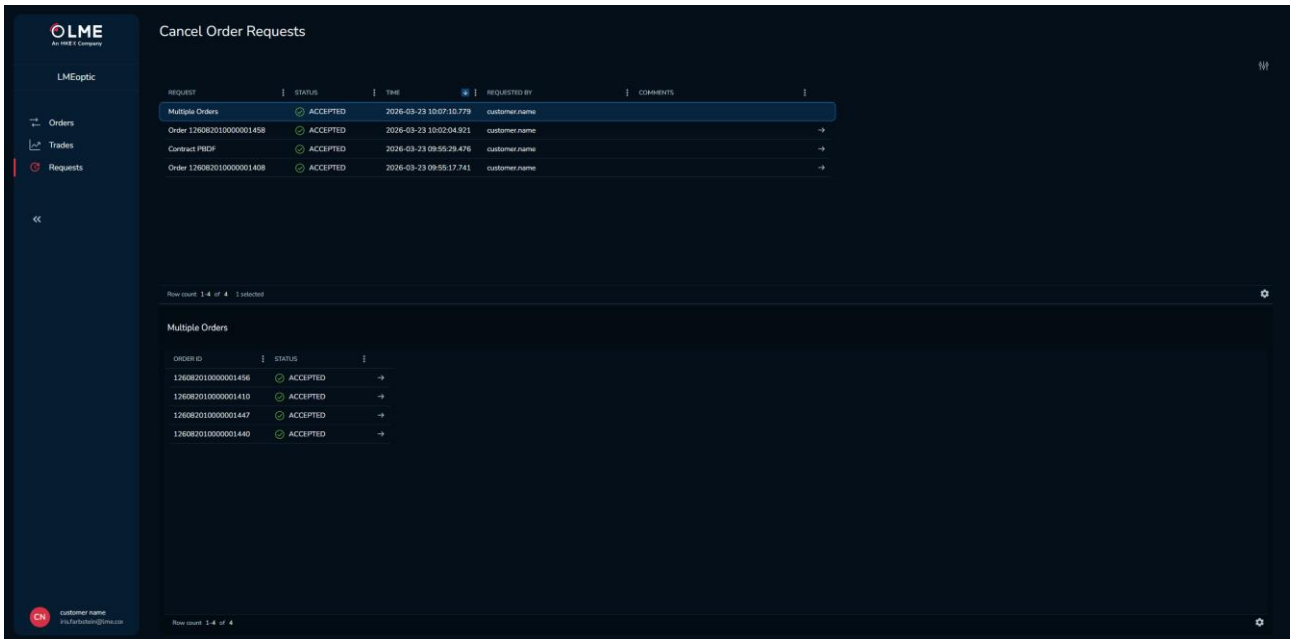 LME
An HKEX Company
LMEoptic
Orders
Trades
Requests
CN
customer name
iris.farbstein@lme.com
Cancel Order Requests
REQUEST STATUS TIME REQUESTED BY COMMENTS
Multiple Orders ACCEPTED 2026-03-23 10:07:10.779 customer.name
Order 126082010000001458 ACCEPTED 2026-03-23 10:02:04.921 customer.name
Contract PBDF ACCEPTED 2026-03-23 09:55:29.476 customer.name
Order 126082010000001408 ACCEPTED 2026-03-23 09:55:17.741 customer.name
Row count 1-4 of 4 1 selected
Multiple Orders
ORDER ID STATUS
126082010000001456 ACCEPTED
126082010000001410 ACCEPTED
126082010000001447 ACCEPTED
126082010000001440 ACCEPTED
Row count 1-4 of 4